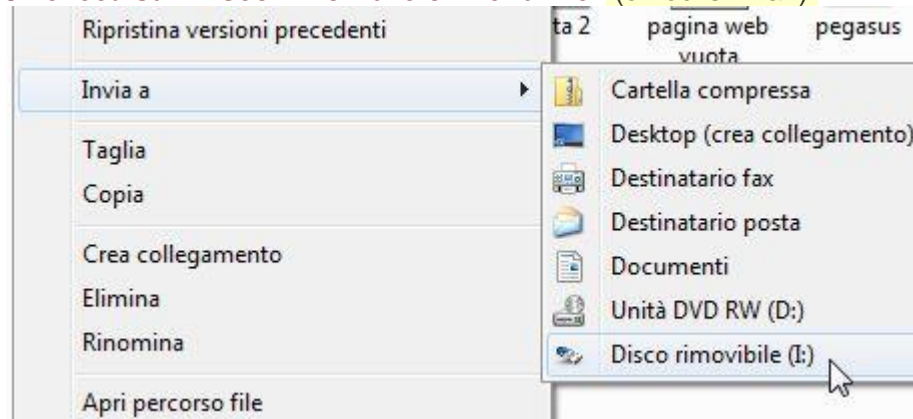 Ripristina versioni precedenti
Invia a
Taglia
Copia
Crea collegamento
Elimina
Rinomina
Apri percorso file
ta 2
pagina web
vuota
pegasus
Cartella compressa
Desktop (crea collegamento)
Destinatario fax
Destinatario posta
Documenti
Unità DVD RW (D:)
Disco rimovibile (I:)